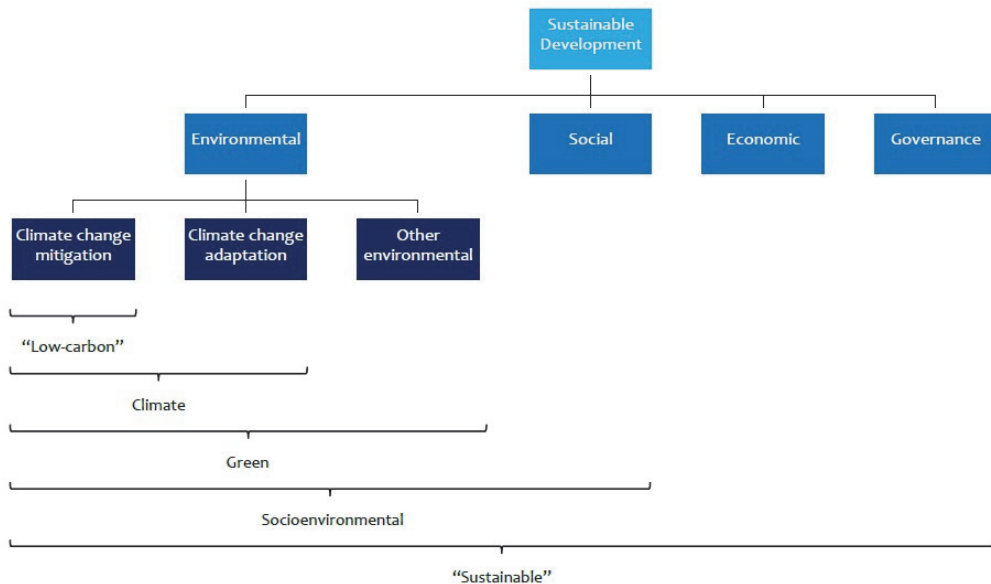 Sustainable
Development
Environmental
Social
Economic
Governance
Climate change
mitigation
Climate change
adaptation
Other
environmental
“Low-carbon”
Climate
Green
Socioenvironmental
“Sustainable”